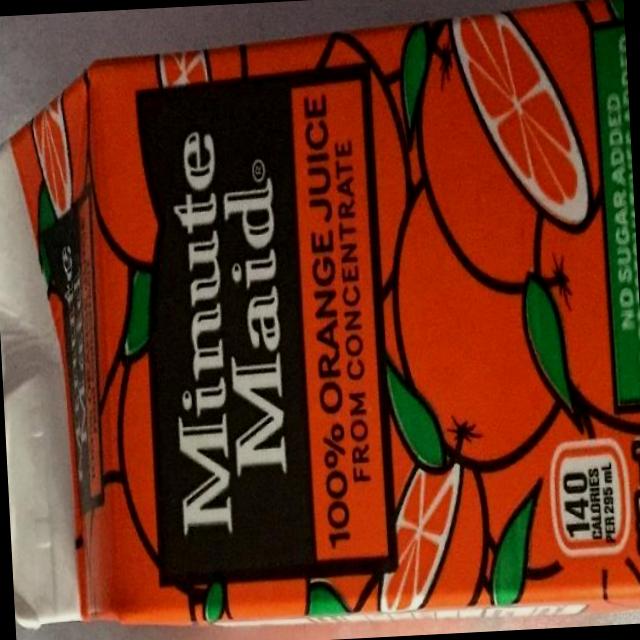 Minute
Maid®
100% ORANGE JUICE
FROM CONCENTRATE
NO SUGAR ADDED
140
CALORIES
PER 295 mL